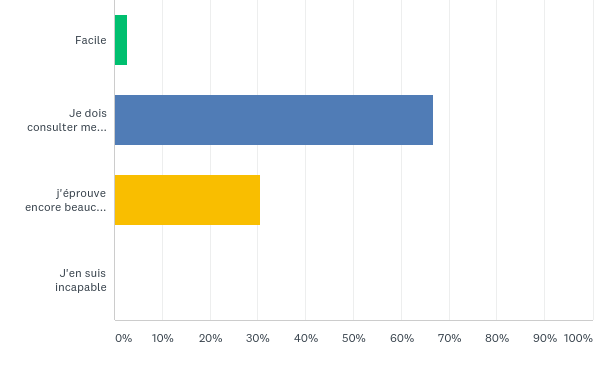 Facile
Je dois
consulter me...
j'éprouve
encore beauc...
J'en suis
incapable
0% 10% 20% 30% 40% 50% 60% 70% 80% 90% 100%